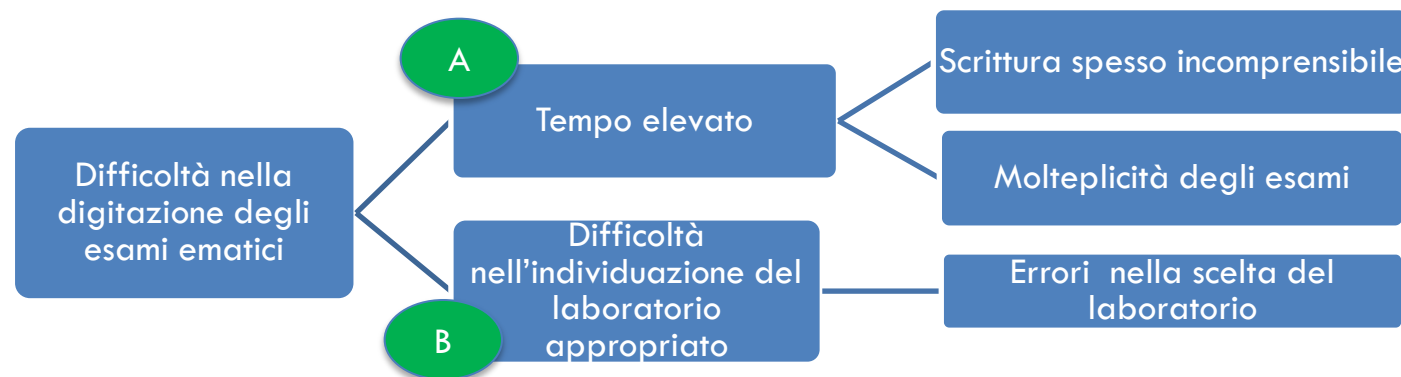 Difficoltà nella
digitazione degli
esami ematici
A
Tempo elevato
Scrittura spesso incomprensibile
Molteplicità degli esami
B
Difficoltà
nell’individuazione del
laboratorio
appropriato
Errori nella scelta del
laboratorio